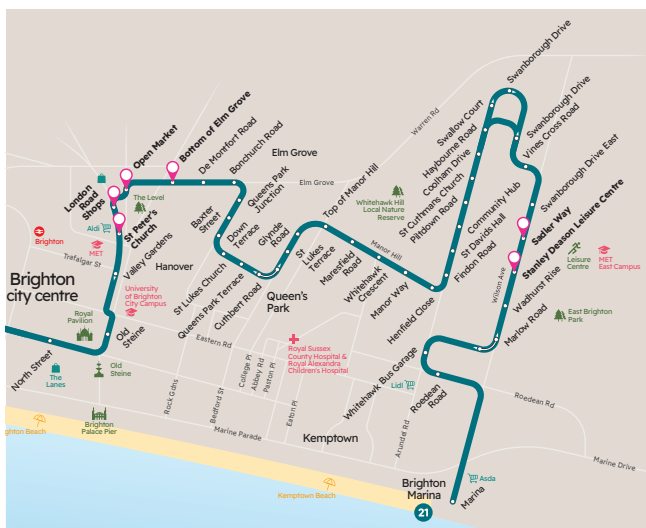 Swanborough Drive
Swallow Court
Haybourne Road
Coolham Drive
St Cuthmans Church
Piltdown Road
Swanborough Drive
Vines Cross Road
Warren Rd
Bottom of Elm Grove
Open Market
De Montfort Road
Bonchurch Road
Elm Grove
Elm Grove
London
Road
Shops
The Level
St Peter's
Church
Aldi
MET
Brighton
Trafalgar St
Queens Park
Junction
Baxter
Street
Down
Terrace
Glynde
Road
Top of Manor Hill
Whitehawk Hill
Local Nature
Reserve
Manor Hill
St
Lukes
Terrace
Maresfield
Road
Whitehawk
Crescent
Manor Way
Henfield Close
Community Hub
St Davids Hall
Findon Road
Swanborough Drive East
Sadler Way
Stanley Deason Leisure Centre
Leisure
Centre
MET
East Campus
Wilson Ave
Wadhurst Rise
Marlow Road
East Brighton
Park
Valley Gardens
Hanover
St Lukes Church
Queens Park Terrace
Cuthbert Road
Queen's
Park
Brighton
city centre
University
of Brighton
City Campus
Royal
Pavilion
Old
Steine
North Street
The
Lanes
Old
Steine
Eastern Rd
Royal Sussex
County Hospital &
Royal Alexandra
Children's Hospital
College Pl
Abbey Rd
Paston Pl
Rock Gdns
Bedford St
Eaton Pl
Marine Parade
Kemptown
Arundel Rd
Whitehawk Bus Garage
Lidl
Roedean
Road
Roedean Rd
Marine Drive
Brighton
Palace Pier
ghton Beach
Kemptown Beach
Brighton
Marina
21
Marina
Asda